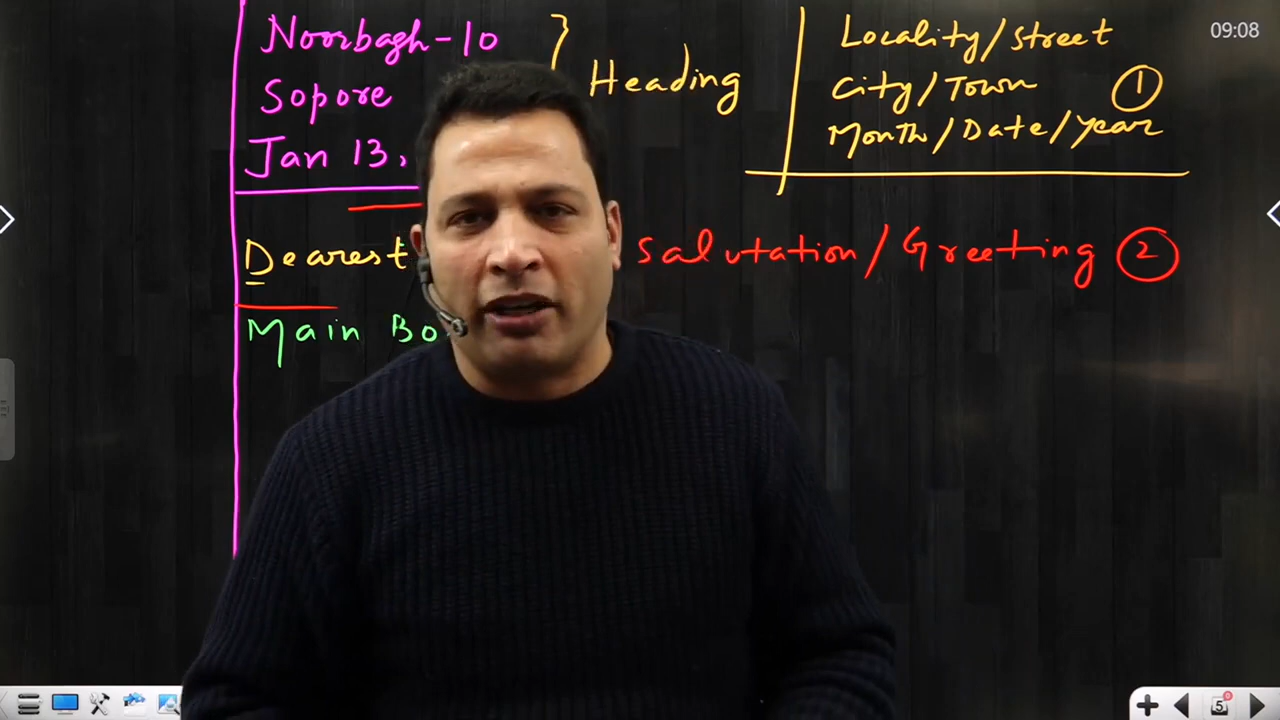 Noorbagh-10
Sopore
Jan 13,
Heading
Locality/street
City/Town
Month/Date/year
1
Dearest
Salutation/Greeting 2
Main Bo
09:08
5